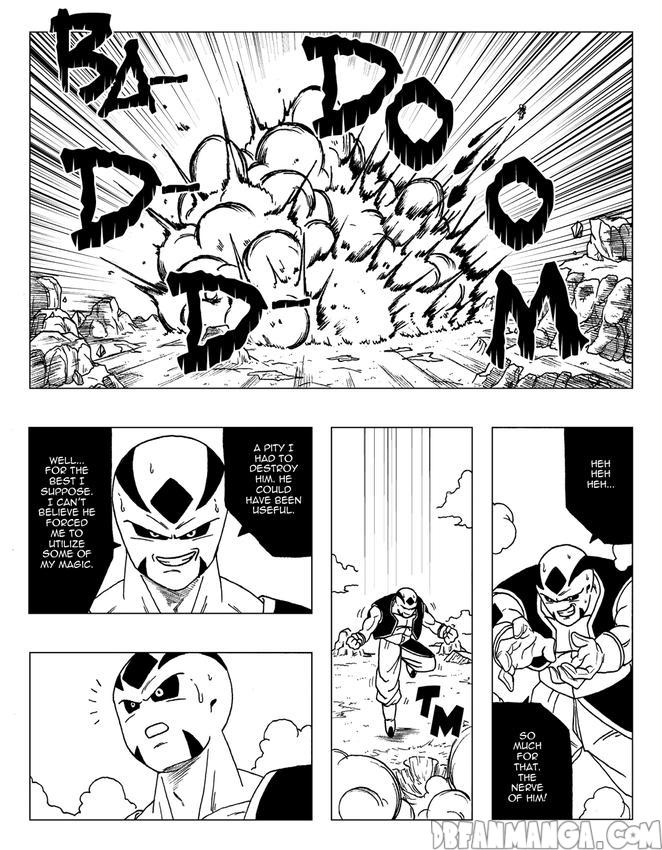 BA-
D-
D-
DOOM
HEH
HEH
HEH...
SO
MUCH
FOR
THAT.
THE
NERVE
OF HIM!
TM
A PITY I
HAD TO
DESTROY
HIM. HE
COULD
HAVE BEEN
USEFUL.
WELL...
FOR THE
BEST I
SUPPOSE.
I CAN'T
BELIEVE HE
FORCED
ME TO
UTILIZE
SOME OF
MY MAGIC.
DBFANMANGA.COM